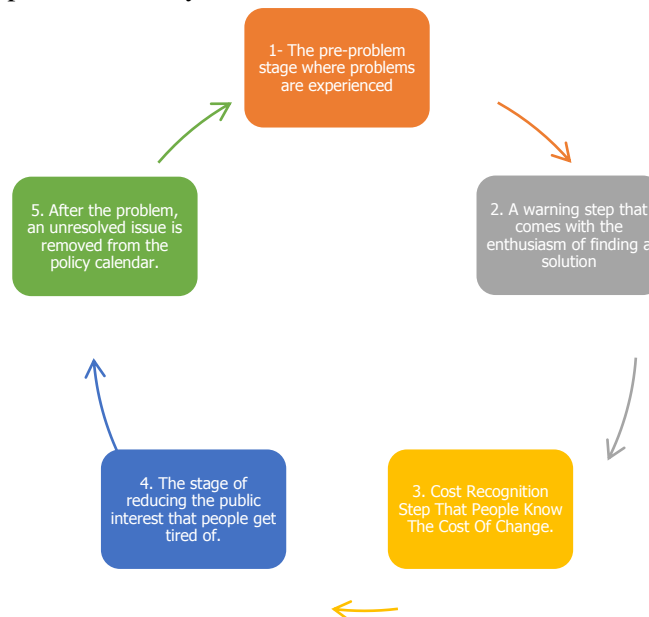 1- The pre-problem
stage where problems
are experienced
2. A warning step that
comes with the
enthusiasm of finding a
solution
3. Cost Recognition
Step That People Know
The Cost Of Change.
4. The stage of
reducing the public
interest that people get
tired of.
5. After the problem,
an unresolved issue is
removed from the
policy calendar.